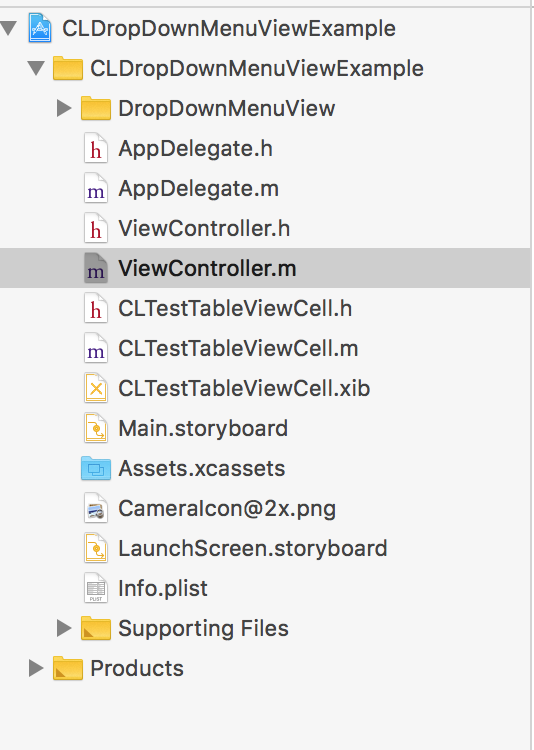 CLDropDownMenuViewExample
CLDropDownMenuViewExample
DropDownMenuView
h AppDelegate.h
m AppDelegate.m
h ViewController.h
m ViewController.m
h CLTestTableViewCell.h
m CLTestTableViewCell.m
CLTestTableViewCell.xib
Main.storyboard
Assets.xcassets
CameraIcon@2x.png
LaunchScreen.storyboard
PLIST Info.plist
Supporting Files
Products